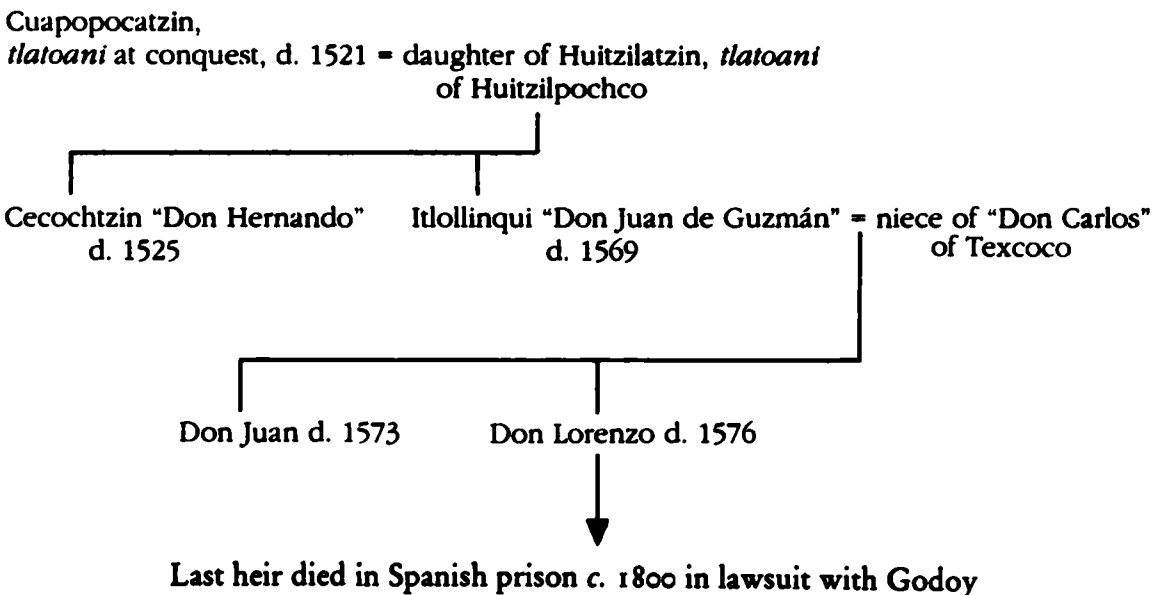 Cuapopocatzin,
tlatoani at conquest, d. 1521 = daughter of Huitzilatzin, tlatoani
of Huitzilpochco
Cecochtzin "Don Hernando"
d. 1525
Itlollinqui "Don Juan de Guzmán" = niece of "Don Carlos"
d. 1569
of Texcoco
Don Juan d. 1573
Don Lorenzo d. 1576
Last heir died in Spanish prison c. 1800 in lawsuit with Godoy